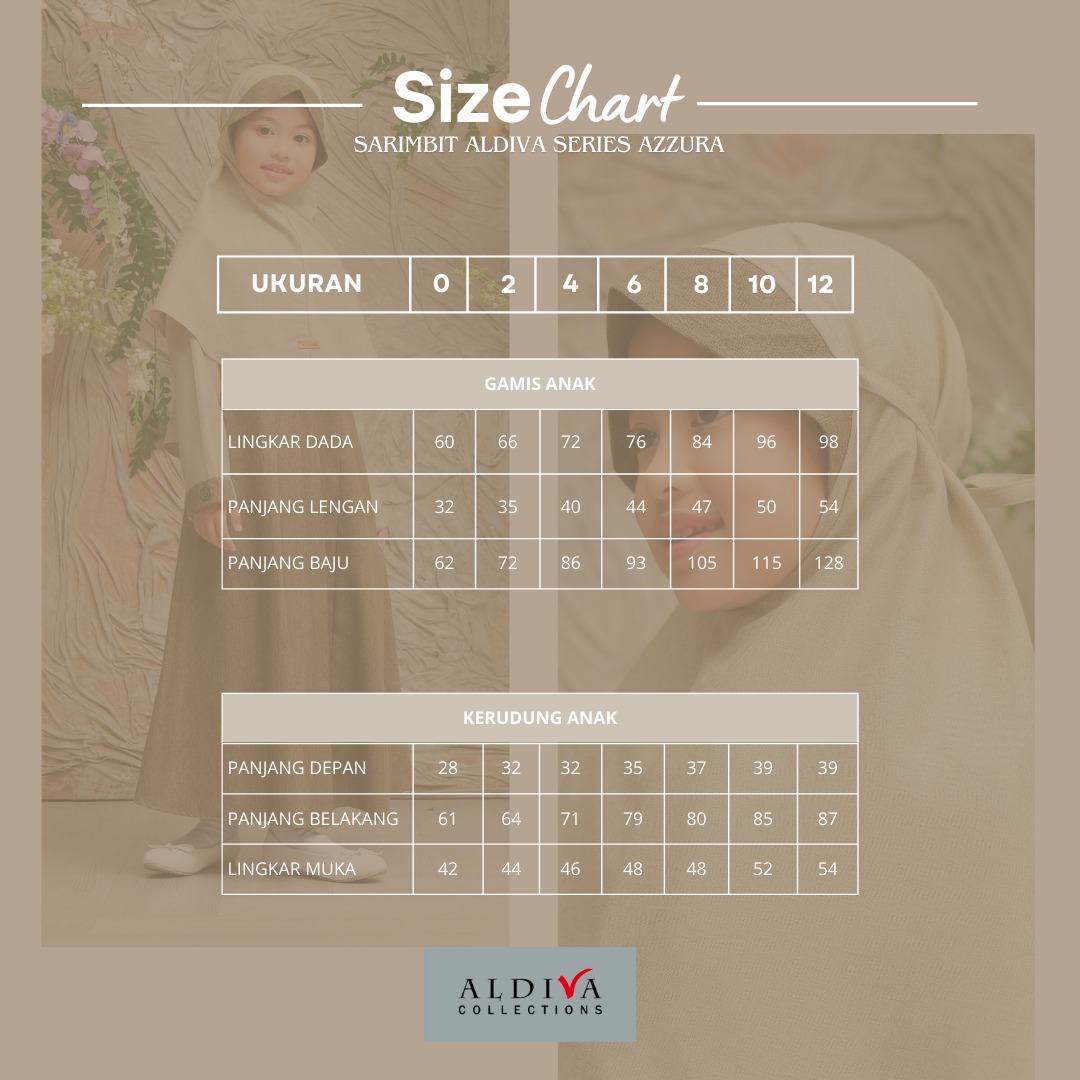 Size Chart
SARIMBIT ALDIVA SERIES AZZURA
UKURAN 0 2 4 6 8 10 12
GAMIS ANAK
LINGKAR DADA 60 66 72 76 84 96 98
PANJANG LENGAN 32 35 40 44 47 50 54
PANJANG BAJU 62 72 86 93 105 115 128
KERUDUNG ANAK
PANJANG DEPAN 28 32 32 35 37 39 39
PANJANG BELAKANG 61 64 71 79 80 85 87
LINGKAR MUKA 42 44 46 48 48 52 54
ALDIVA
COLLECTIONS